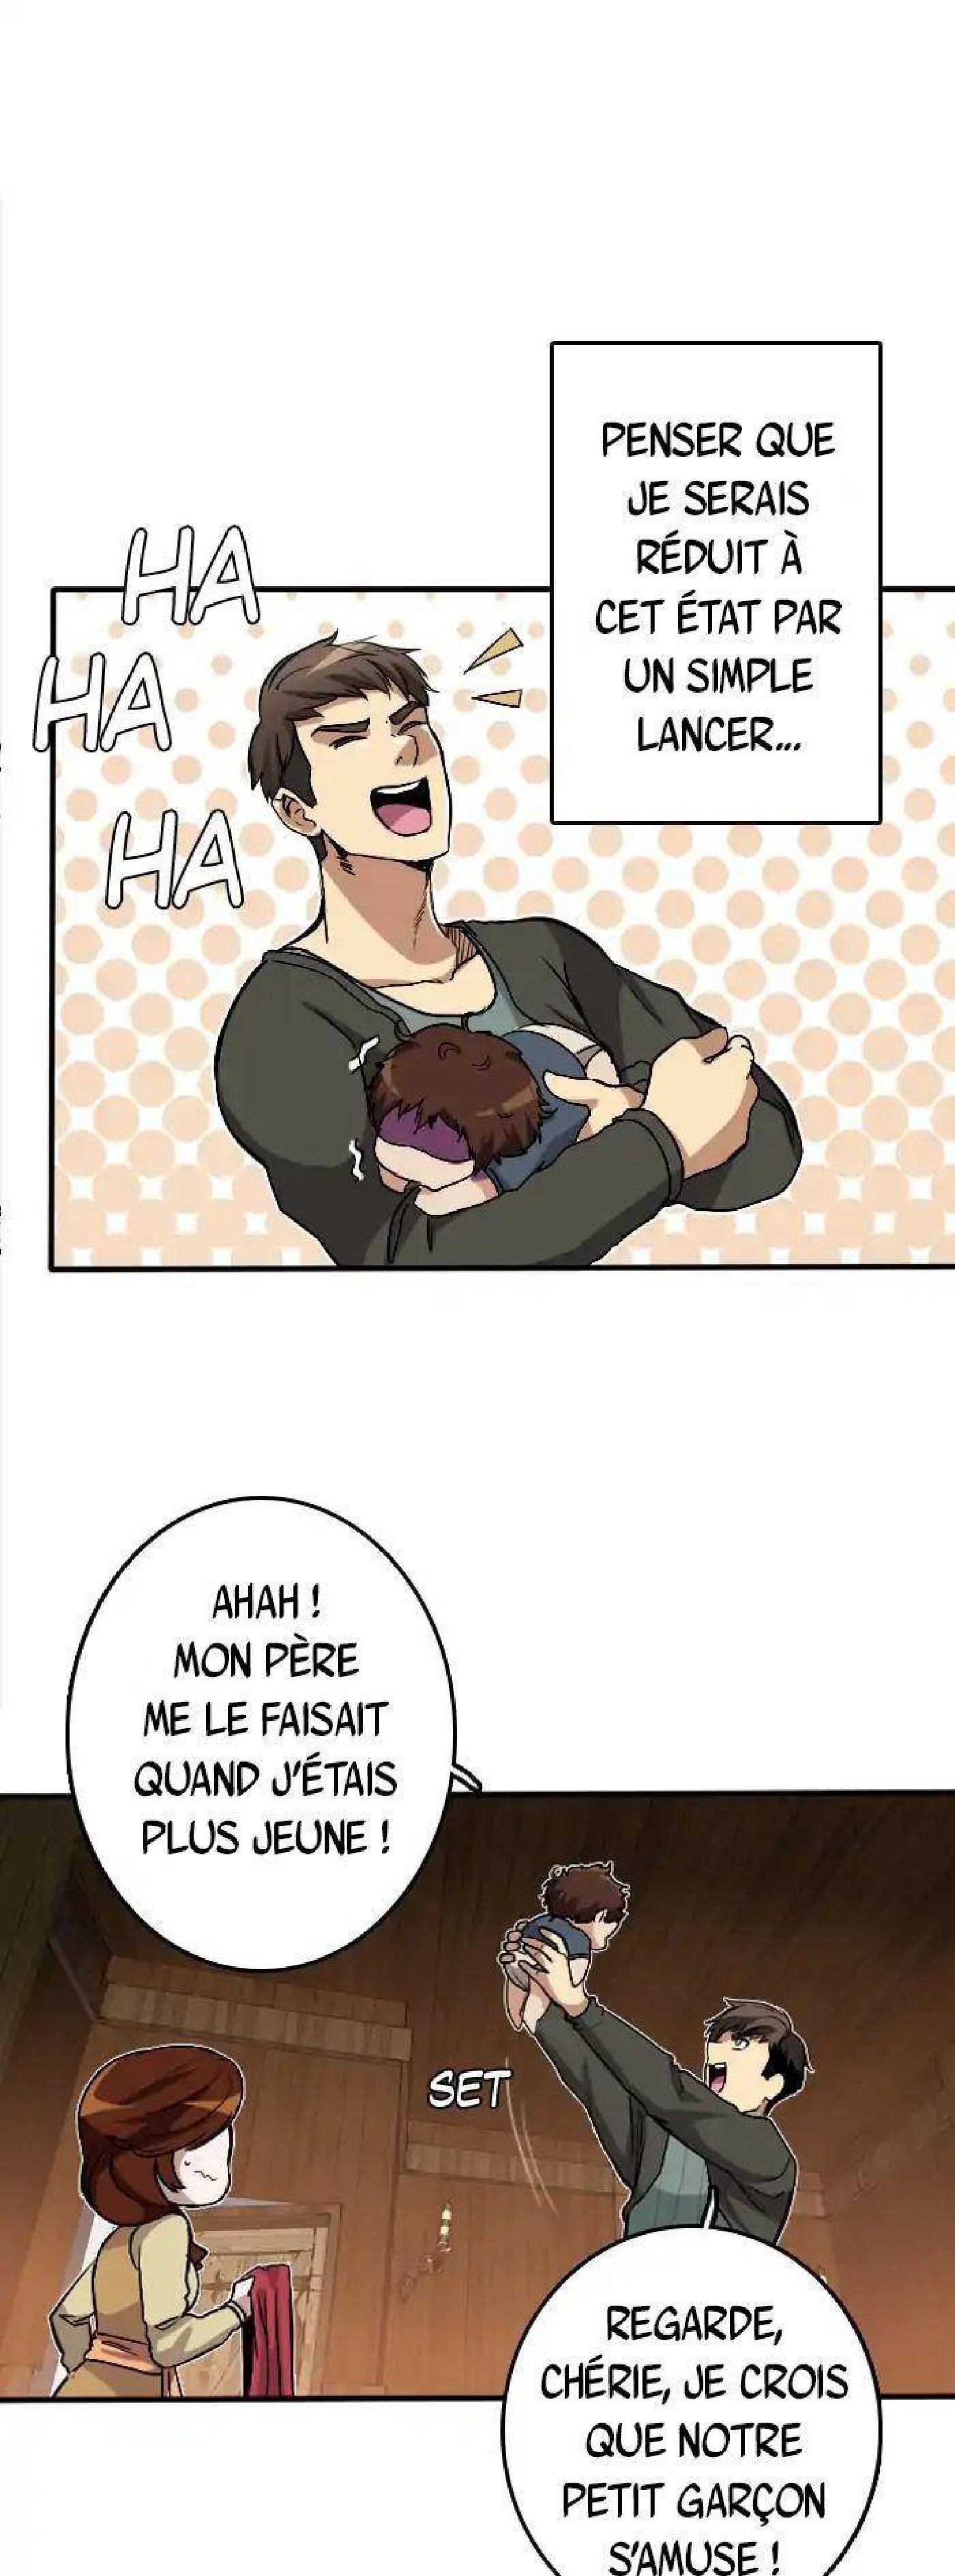 PENSER QUE
JE SERAIS
RÉDUIT À
CET ÉTAT PAR
UN SIMPLE
LANCER...
HA
HA
HA
AHAH !
MON PÈRE
ME LE FAISAIT
QUAND J'ÉTAIS
PLUS JEUNE !
SET
REGARDE,
CHÉRIE, JE CROIS
QUE NOTRE
PETIT GARÇON
S'AMUSE !